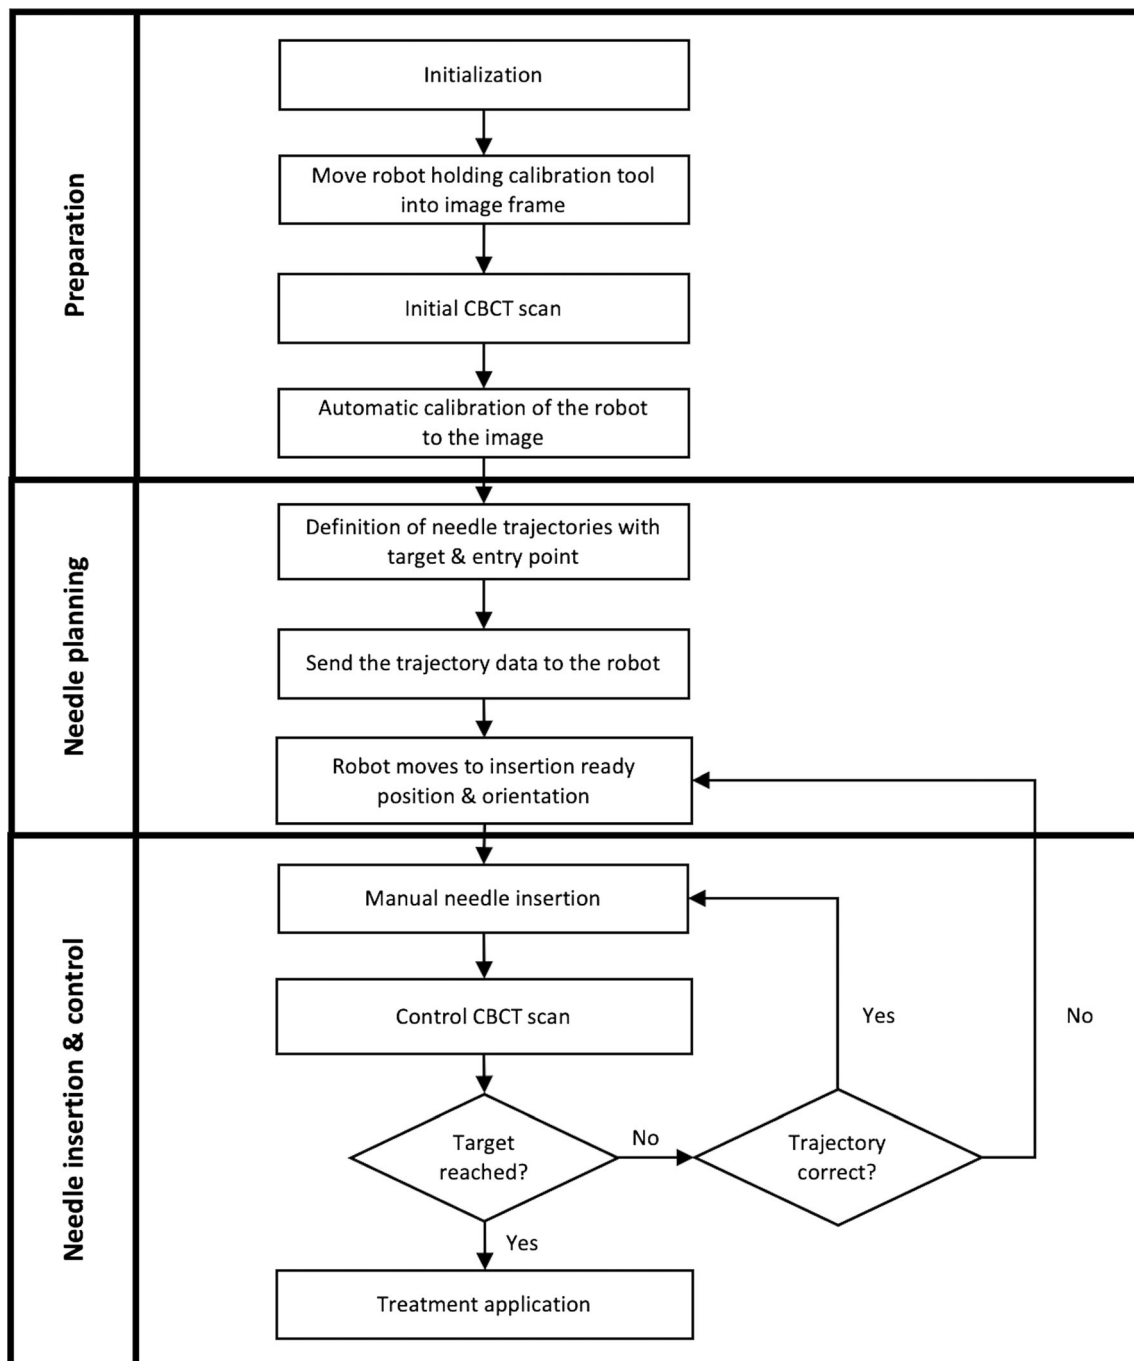 Preparation
Initialization
Move robot holding calibration tool
into image frame
Initial CBCT scan
Automatic calibration of the robot
to the image
Needle planning
Definition of needle trajectories with
target & entry point
Send the trajectory data to the robot
Robot moves to insertion ready
position & orientation
Needle insertion & control
Manual needle insertion
Control CBCT scan
Yes
No
Target
reached?
No
Trajectory
correct?
Yes
Treatment application